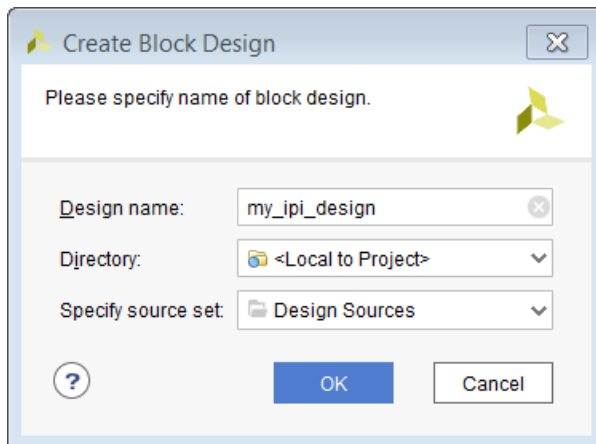 Create Block Design
Please specify name of block design.
Design name: my_ipi_design
Directory: <Local to Project>
Specify source set: Design Sources
? OK Cancel